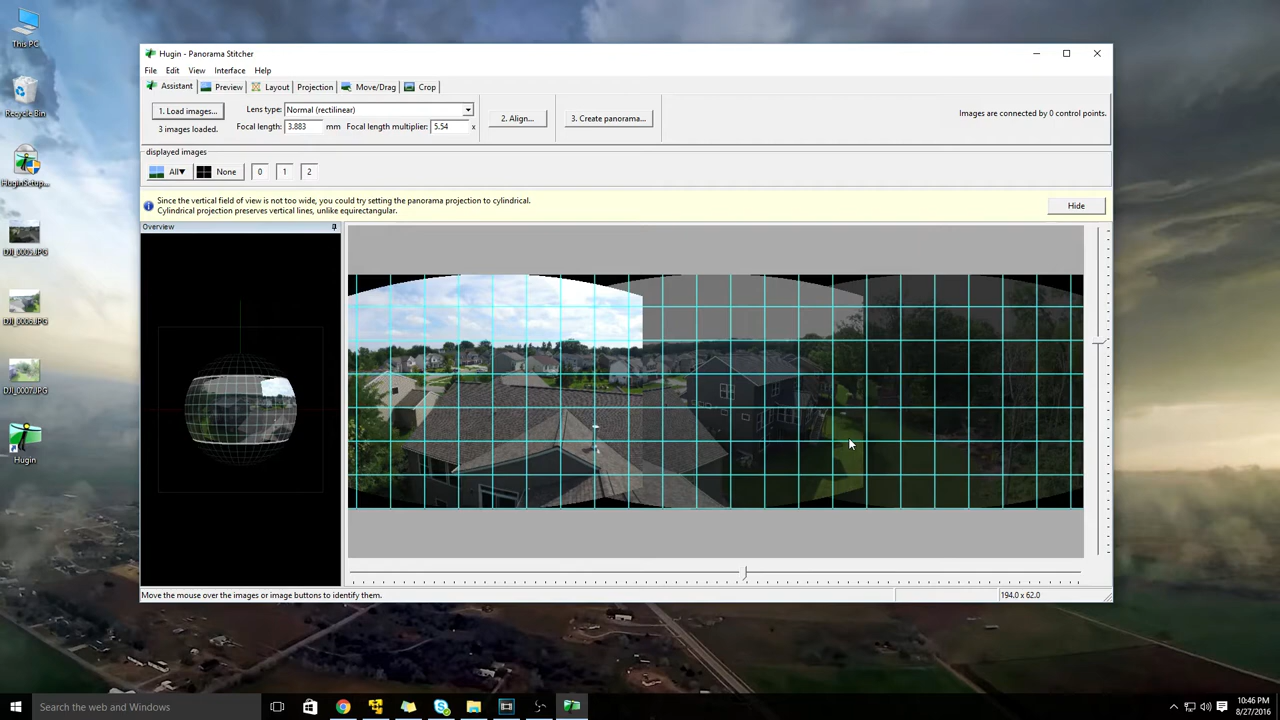 This PC
Recycle Bin
HuginSetup...
DJI_0005.JPG
DJI_0006.JPG
DJI_0007.JPG
Hugin
Hugin - Panorama Stitcher
File Edit View Interface Help
Assistant Preview Layout Projection Move/Drag Crop
1. Load images...
3 images loaded.
Lens type: Normal (rectilinear)
Focal length: 3.883 mm Focal length multiplier: 5.54 x
2. Align...
3. Create panorama...
Images are connected by 0 control points.
displayed images
All None 0 1 2
Since the vertical field of view is not too wide, you could try setting the panorama projection to cylindrical.
Cylindrical projection preserves vertical lines, unlike equirectangular.
Hide
Overview
Move the mouse over the images or image buttons to identify them.
194.0 x 62.0
Search the web and Windows
10:46 PM
8/27/2016